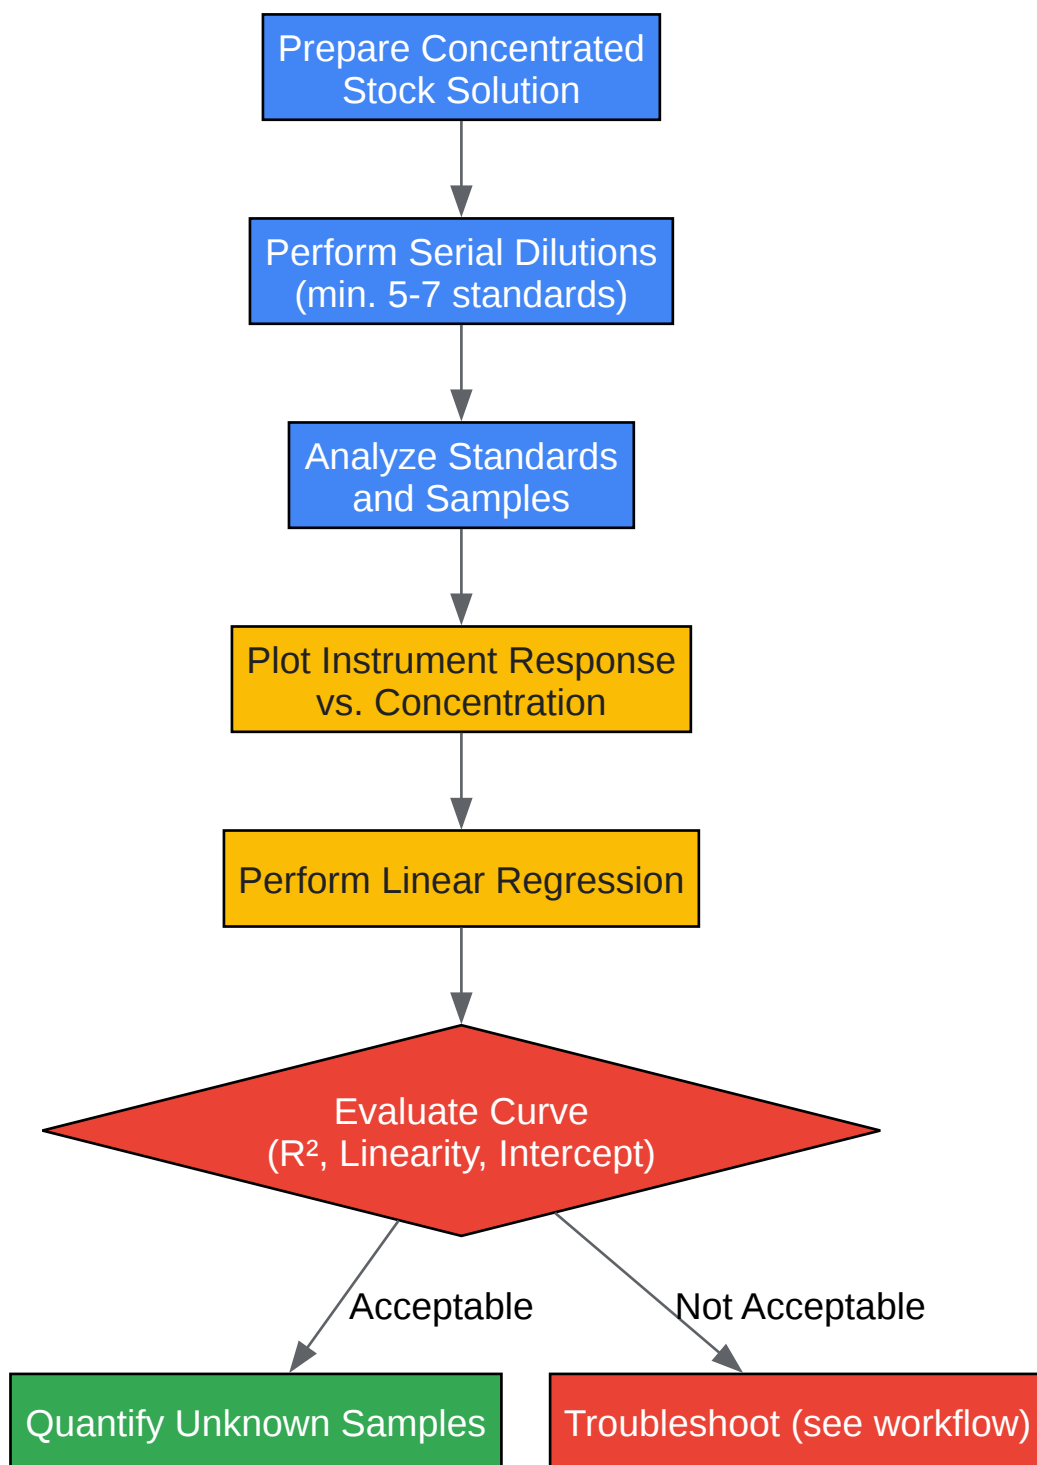 Prepare Concentrated
Stock Solution
Perform Serial Dilutions
(min. 5-7 standards)
Analyze Standards
and Samples
Plot Instrument Response
vs. Concentration
Perform Linear Regression
Evaluate Curve
(R², Linearity, Intercept)
Acceptable
Not Acceptable
Quantify Unknown Samples
Troubleshoot (see workflow)